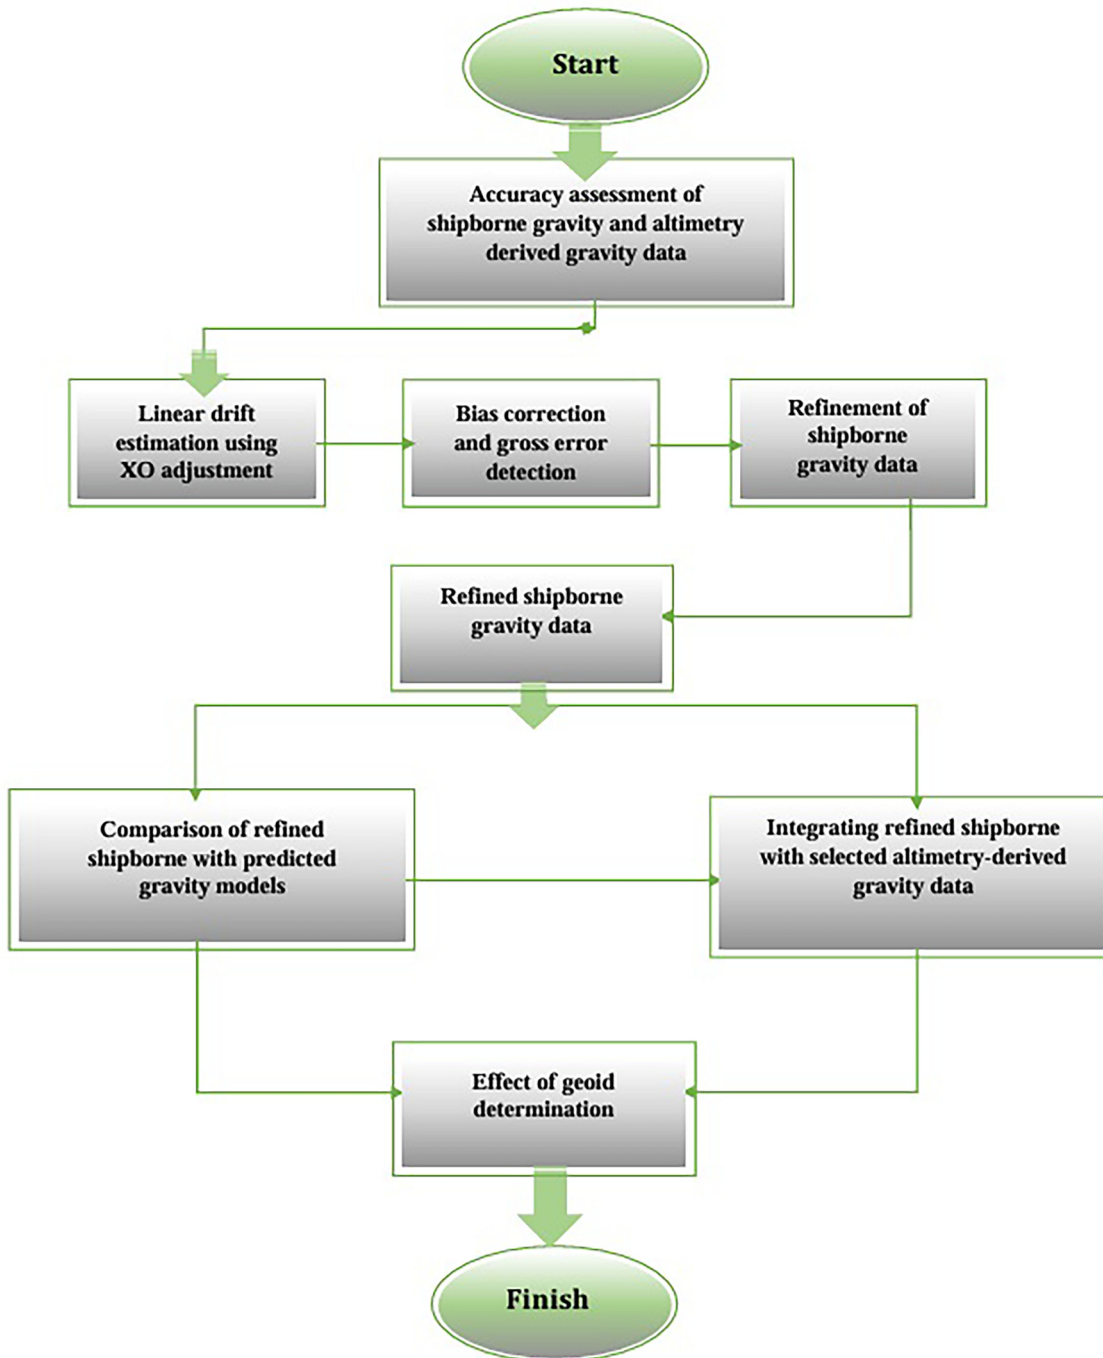 Start
Accuracy assessment of
shipborne gravity and altimetry
derived gravity data
Linear drift
estimation using
XO adjustment
Bias correction
and gross error
detection
Refinement of
shipborne
gravity data
Refined shipborne
gravity data
Comparison of refined
shipborne with predicted
gravity models
Integrating refined shipborne
with selected altimetry-derived
gravity data
Effect of geoid
determination
Finish